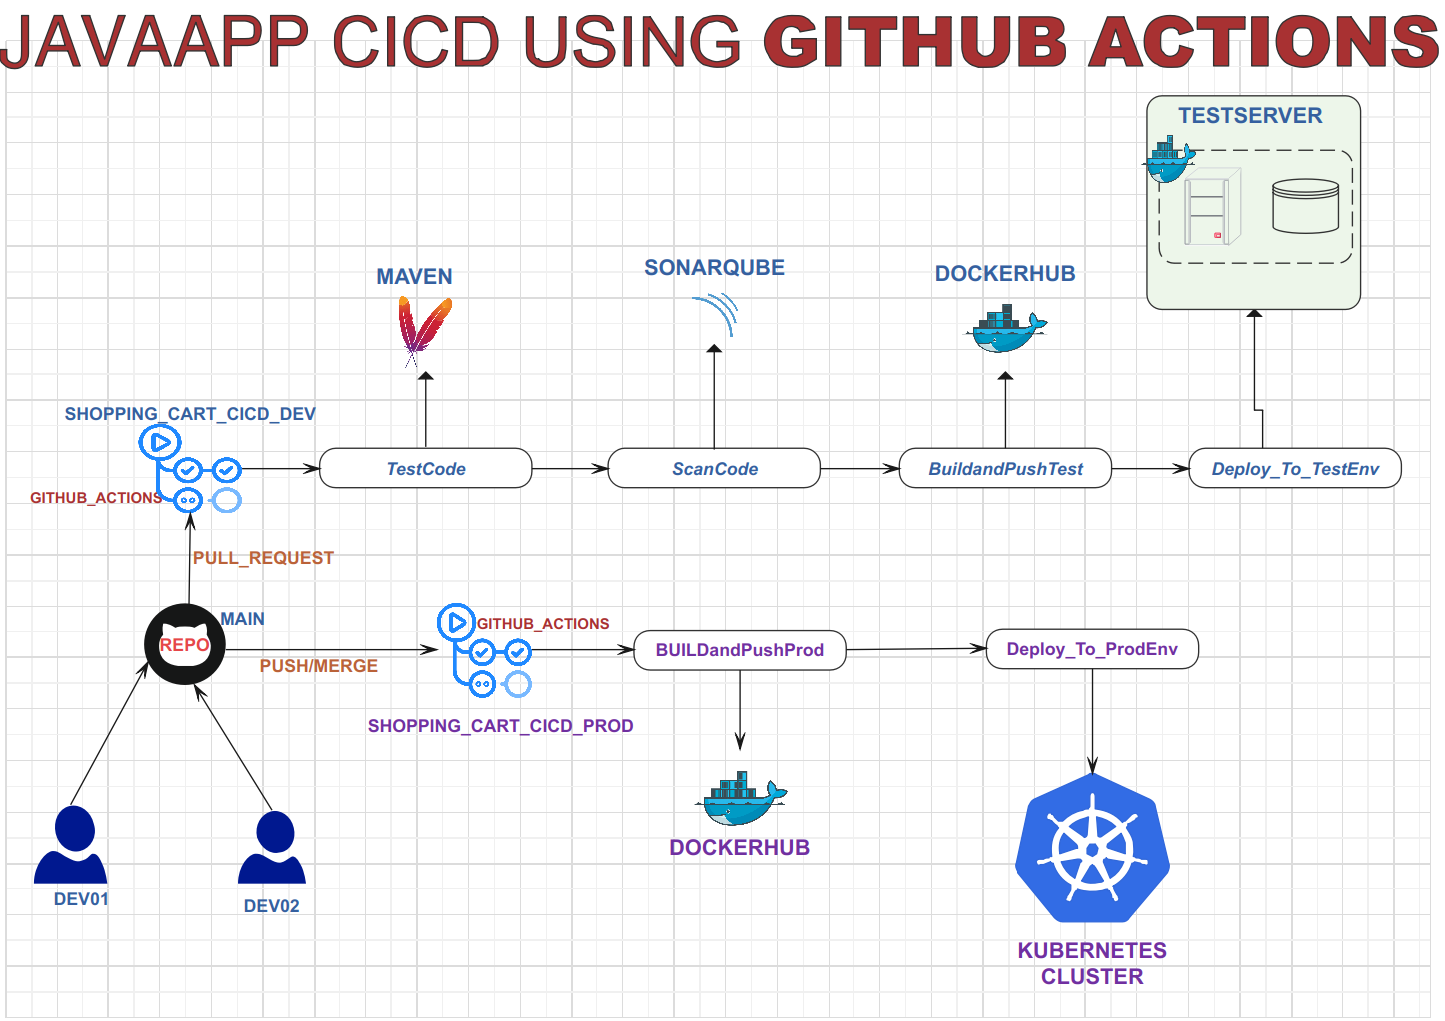 JAVAAPP CICD USING GITHUB ACTIONS
TESTSERVER
MAVEN
SONARQUBE
DOCKERHUB
SHOPPING_CART_CICD_DEV
TestCode
ScanCode
BuildandPushTest
Deploy_To_TestEnv
GITHUB_ACTIONS
PULL_REQUEST
MAIN
REPO
PUSH/MERGE
GITHUB_ACTIONS
BUILDandPushProd
Deploy_To_ProdEnv
SHOPPING_CART_CICD_PROD
DOCKERHUB
DEV01
DEV02
KUBERNETES
CLUSTER